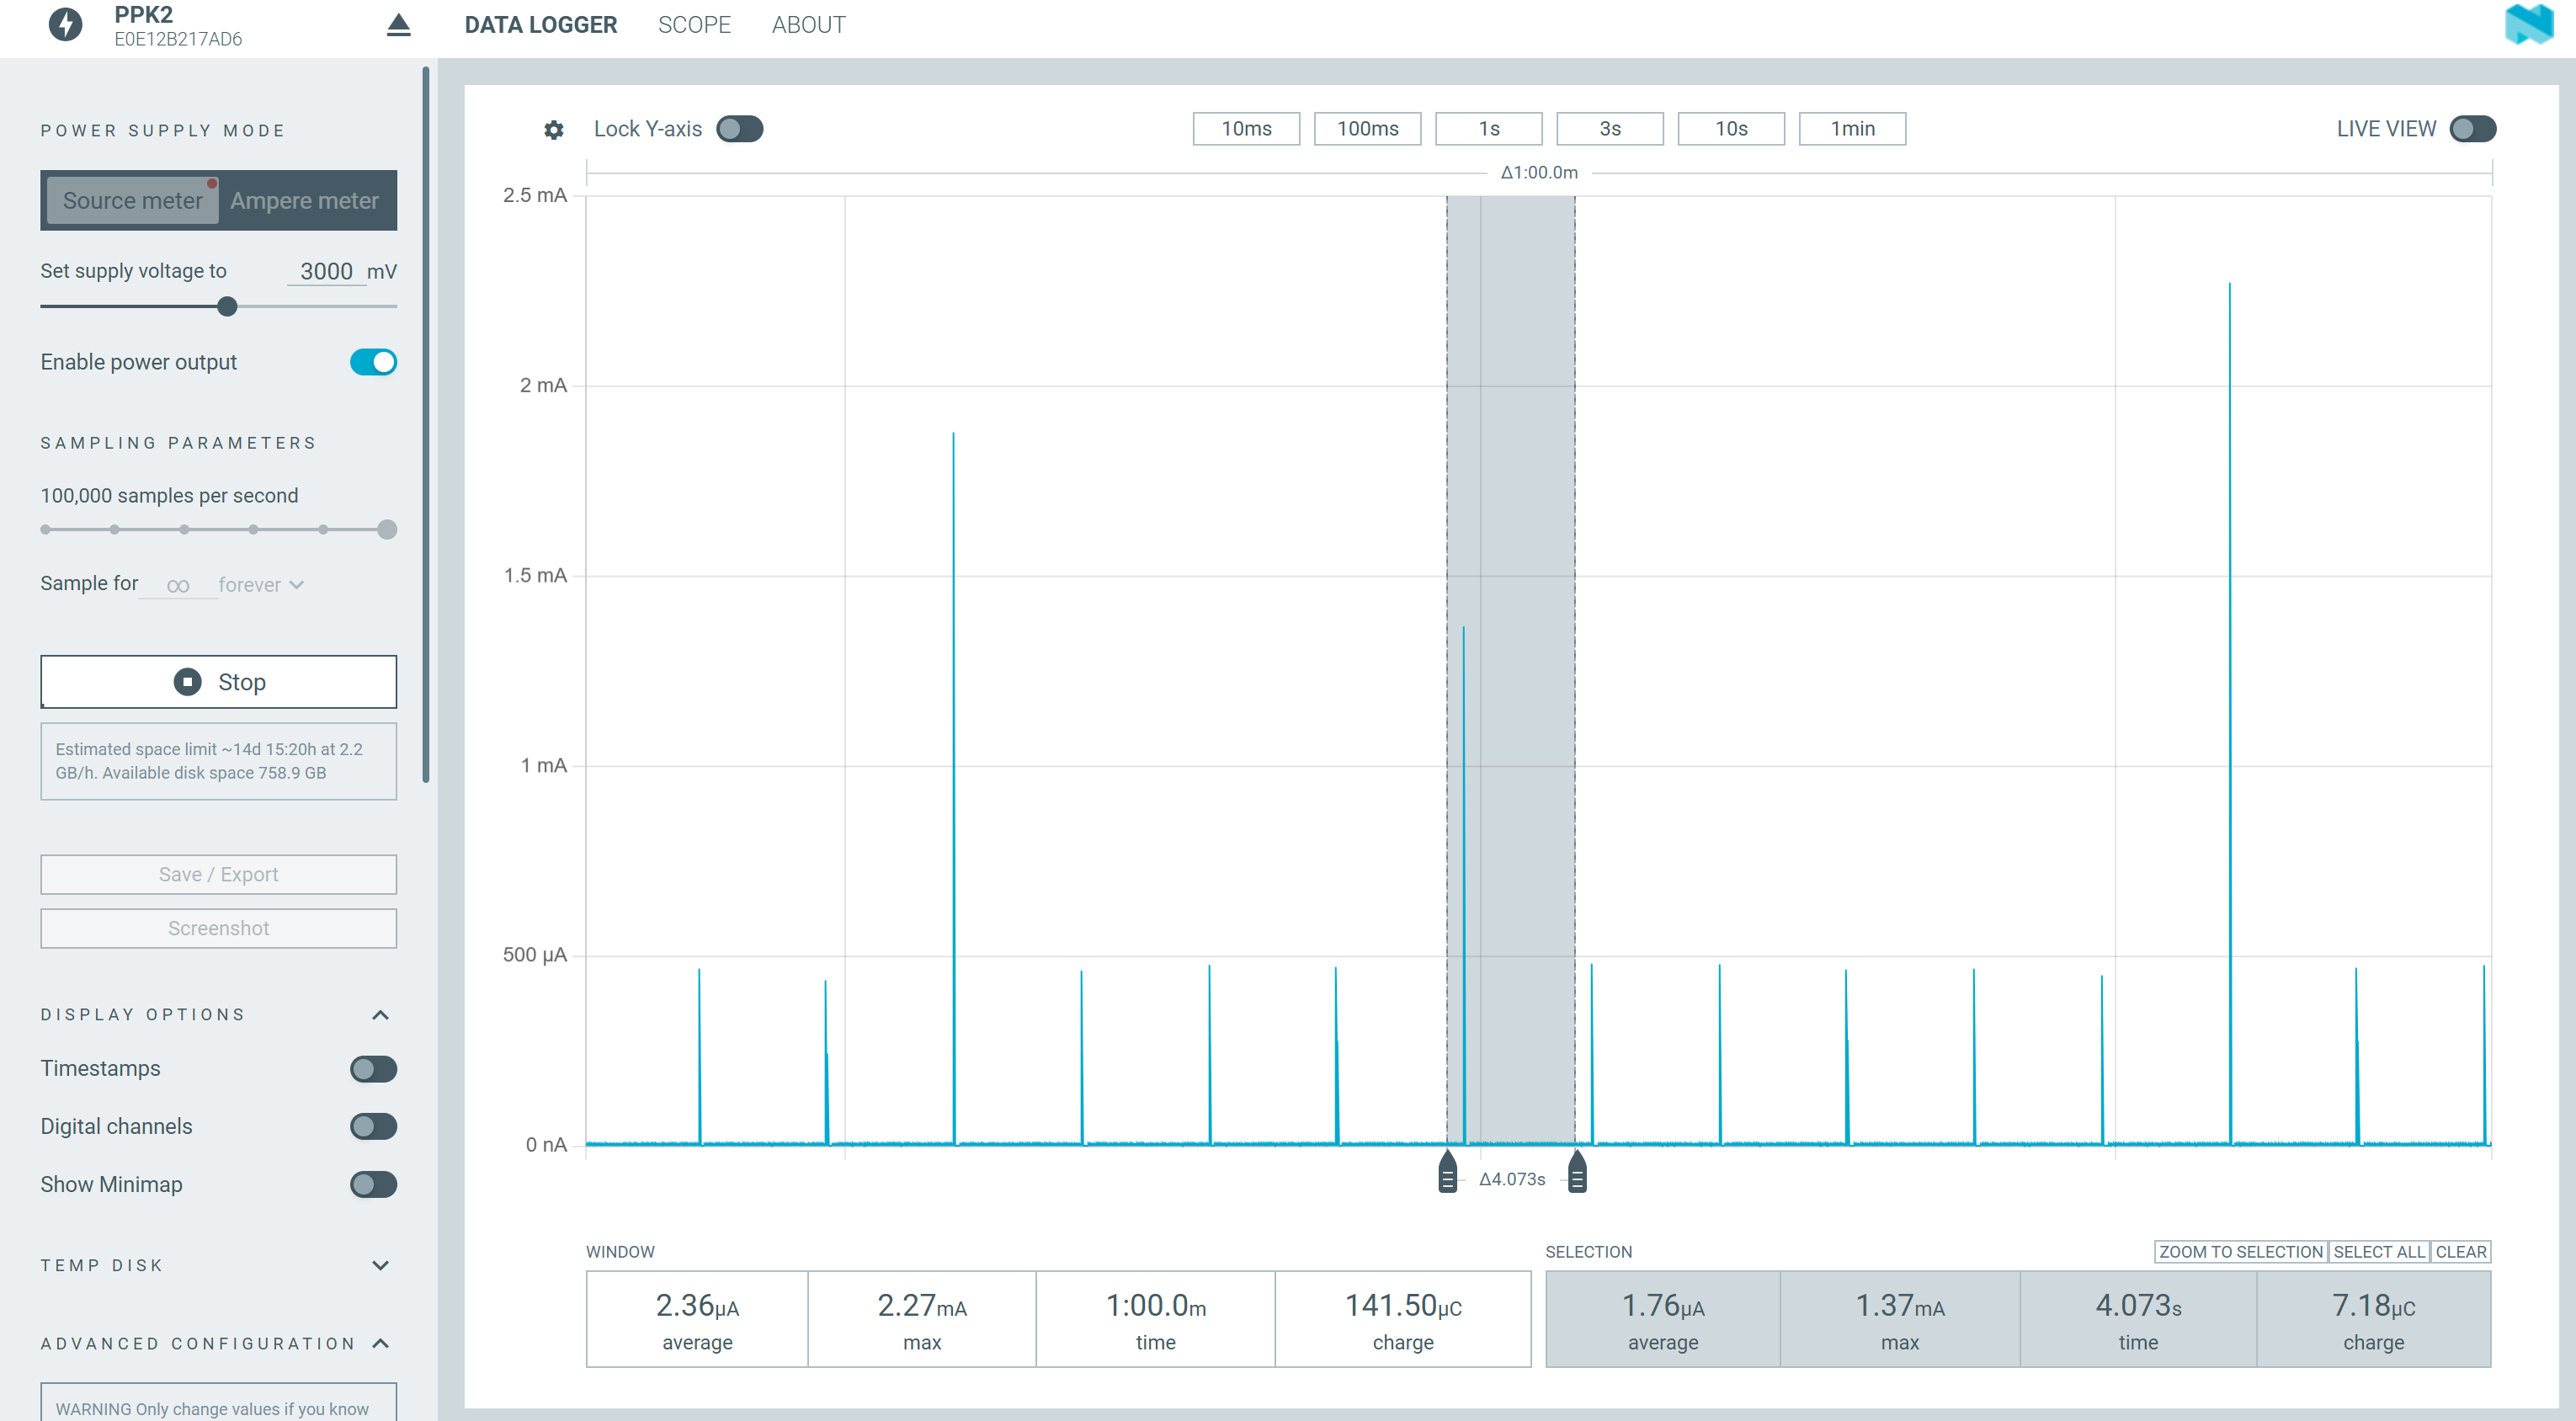 PPK2
E0E12B217AD6
DATA LOGGER SCOPE ABOUT
POWER SUPPLY MODE
Source meter Ampere meter
Set supply voltage to 3000 mV
Enable power output
SAMPLING PARAMETERS
100,000 samples per second
Sample for ∞ forever
Stop
Estimated space limit ~14d 15:20h at 2.2
GB/h. Available disk space 758.9 GB
Save / Export
Screenshot
DISPLAY OPTIONS
Timestamps
Digital channels
Show Minimap
TEMP DISK
ADVANCED CONFIGURATION
WARNING Only change values if you know
Lock Y-axis 10ms 100ms 1s 3s 10s 1min LIVE VIEW
Δ1:00.0m
2.5 mA
2 mA
1.5 mA
1 mA
500 µA
0 nA
Δ4.073s
WINDOW
2.36µA 2.27mA 1:00.0m 141.50µC
average max time charge
SELECTION ZOOM TO SELECTION SELECT ALL CLEAR
1.76µA 1.37mA 4.073s 7.18µC
average max time charge